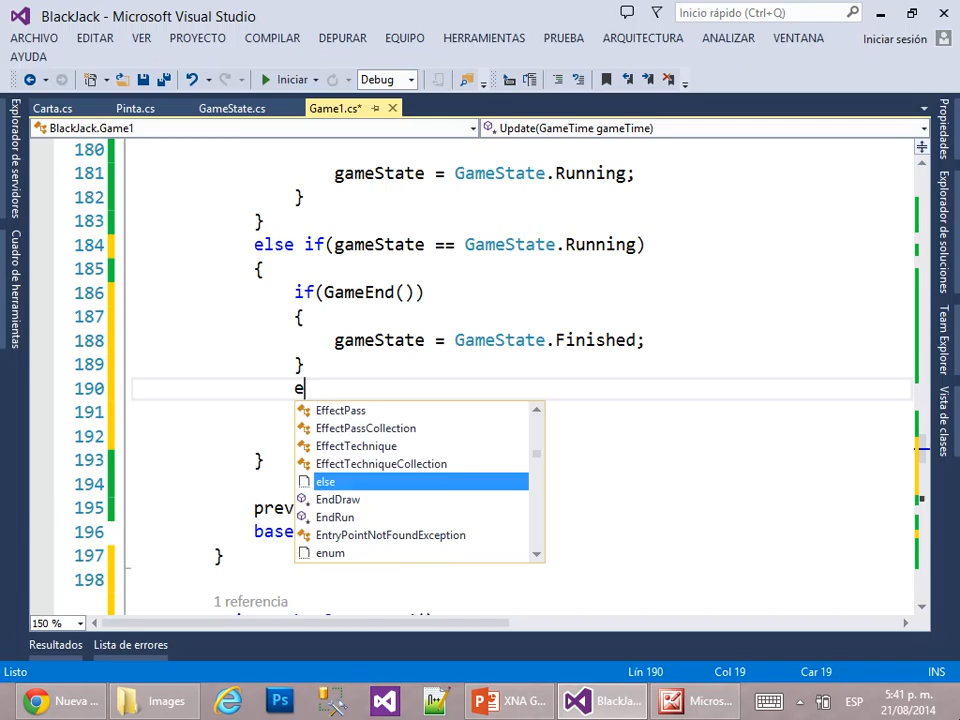 BlackJack - Microsoft Visual Studio
Inicio rápido (Ctrl+Q)
ARCHIVO EDITAR VER PROYECTO COMPILAR DEPURAR EQUIPO HERRAMIENTAS PRUEBA ARQUITECTURA ANALIZAR VENTANA Iniciar sesión
AYUDA
Iniciar Debug
Carta.cs Pinta.cs GameState.cs Game1.cs*
BlackJack.Game1 Update(GameTime gameTime)
180
181 gameState = GameState.Running;
182 }
183 }
184 else if(gameState == GameState.Running)
185 {
186 if(GameEnd())
187 {
188 gameState = GameState.Finished;
189 }
190 e
191
192
193 }
194
195 prev
196 base
197 }
198
EffectPass
EffectPassCollection
EffectTechnique
EffectTechniqueCollection
else
EndDraw
EndRun
EntryPointNotFoundException
enum
1 referencia
Explorador de servidores
Cuadro de herramientas
Propiedades
Explorador de soluciones
Team Explorer
Vista de clases
150 %
Resultados Lista de errores
Listo Lín 190 Col 19 Car 19 INS
Nueva ... Images Ps XNA G... BlackJa... Micros... ESP 5:41 p. m.
21/08/2014